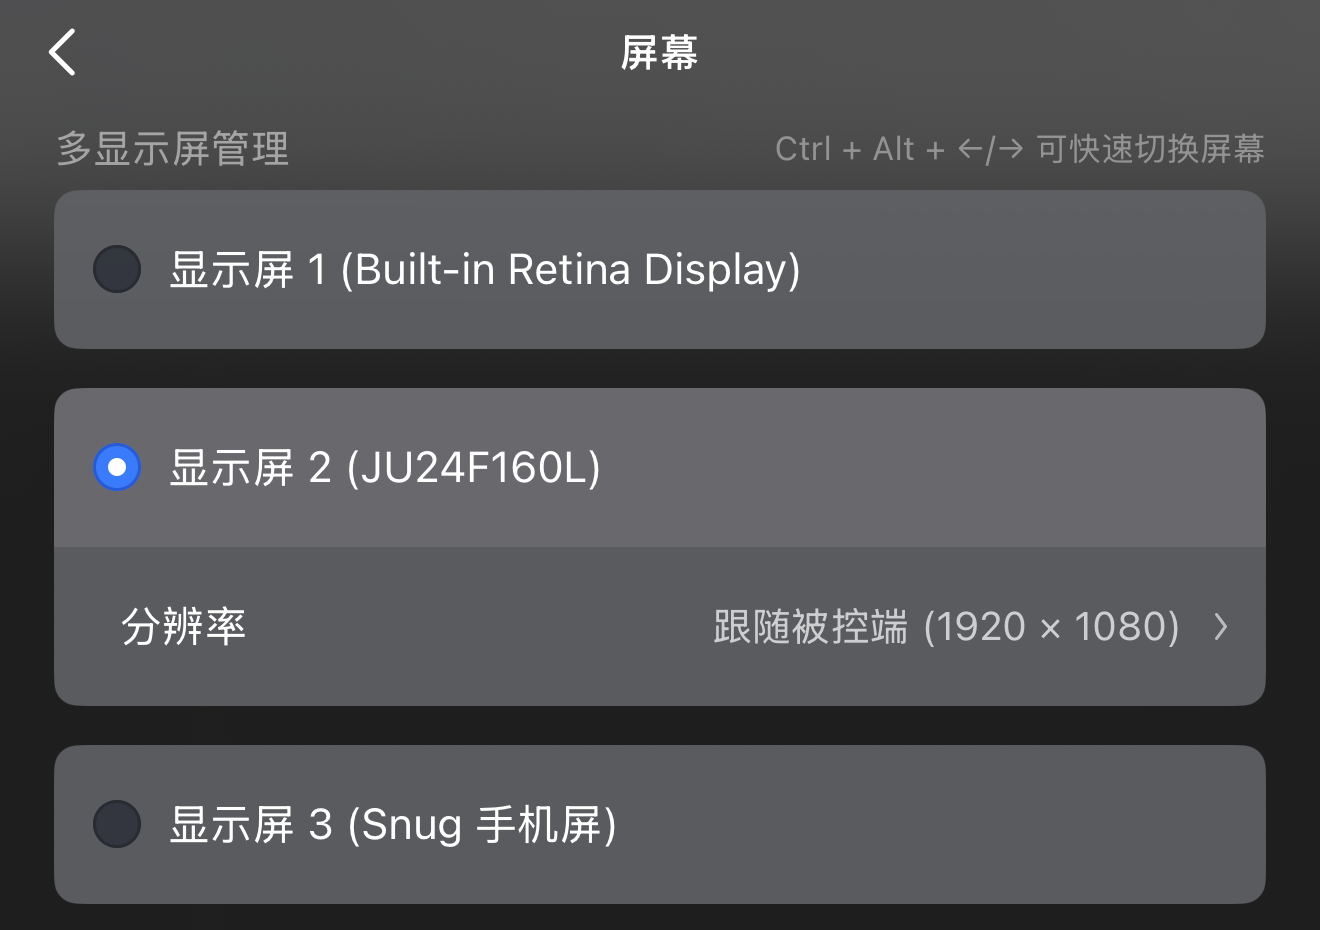 屏幕
多显示屏管理
Ctrl + Alt + ←/→ 可快速切换屏幕
显示屏 1 (Built-in Retina Display)
显示屏 2 (JU24F160L)
分辨率
跟随被控端 (1920 × 1080)
显示屏 3 (Snug 手机屏)